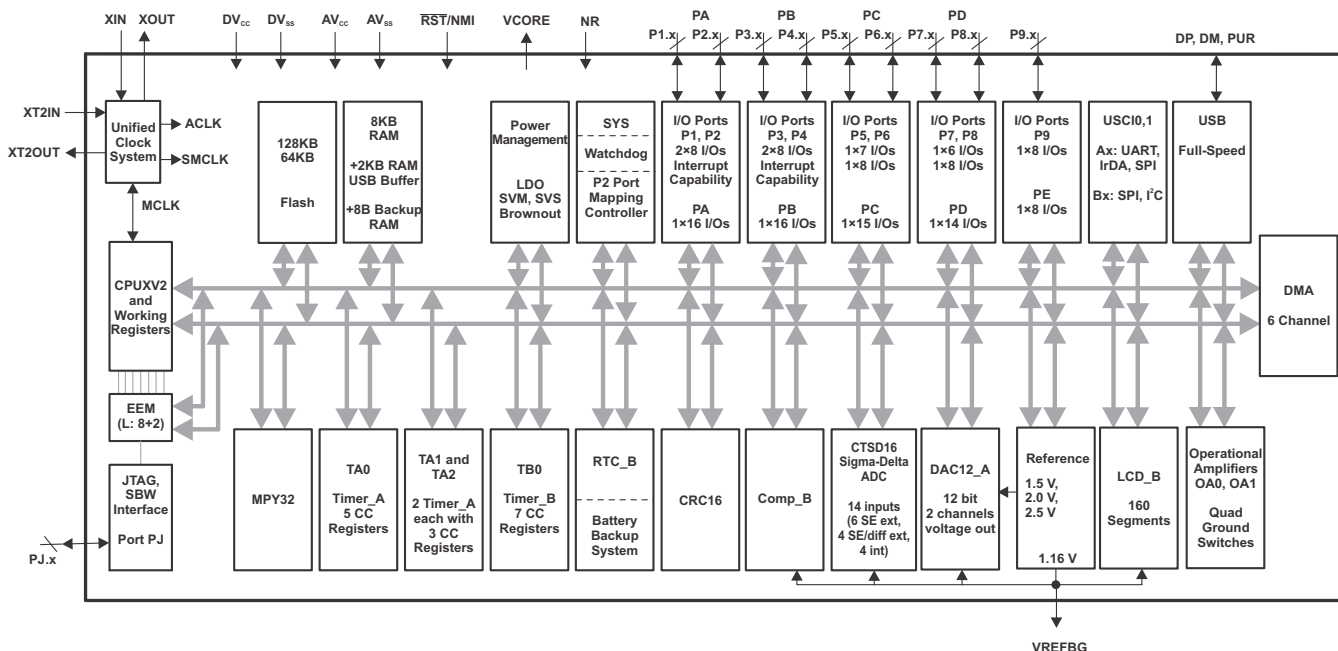 XIN XOUT DVCC DVSS AVCC AVSS RST/NMI VCORE NR
PA
P1.x P2.x
PB
P3.x P4.x
PC
P5.x P6.x
PD
P7.x P8.x
P9.x
DP, DM, PUR
XT2IN
XT2OUT
Unified
Clock
System
ACLK
SMCLK
MCLK
128KB
64KB
Flash
8KB
RAM
+2KB RAM
USB Buffer
+8B Backup
RAM
Power
Management
LDO
SVM, SVS
Brownout
SYS
Watchdog
P2 Port
Mapping
Controller
I/O Ports
P1, P2
2×8 I/Os
Interrupt
Capability
PA
1×16 I/Os
I/O Ports
P3, P4
2×8 I/Os
Interrupt
Capability
PB
1×16 I/Os
I/O Ports
P5, P6
1×7 I/Os
1×8 I/Os
PC
1×15 I/Os
I/O Ports
P7, P8
1×6 I/Os
1×8 I/Os
PD
1×14 I/Os
I/O Ports
P9
1×8 I/Os
PE
1×8 I/Os
USCI0,1
Ax: UART,
IrDA, SPI
Bx: SPI, I²C
USB
Full-Speed
CPUXV2
and
Working
Registers
DMA
6 Channel
EEM
(L: 8+2)
JTAG,
SBW
Interface
Port PJ
PJ.x
MPY32
TA0
Timer_A
5 CC
Registers
TA1 and
TA2
2 Timer_A
each with
3 CC
Registers
TB0
Timer_B
7 CC
Registers
RTC_B
Battery
Backup
System
CRC16
Comp_B
CTSD16
Sigma-Delta
ADC
14 inputs
(6 SE ext,
4 SE/diff ext,
4 int)
DAC12_A
12 bit
2 channels
voltage out
Reference
1.5 V,
2.0 V,
2.5 V
1.16 V
LCD_B
160
Segments
Operational
Amplifiers
OA0, OA1
Quad
Ground
Switches
VREFBG